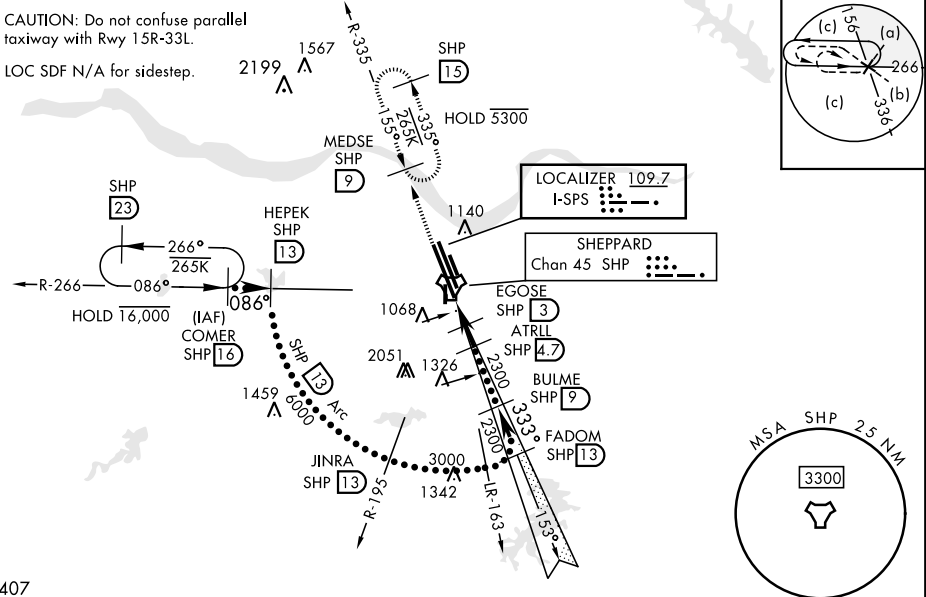 CAUTION: Do not confuse parallel
taxiway with Rwy 15R-33L.
LOC SDF N/A for sidestep.
2199
1567
R-335
SHP
15
155°
265K
335°
HOLD 5300
MEDSE
SHP
9
LOCALIZER 109.7
I-SPS
1140
SHEPPARD
Chan 45 SHP
SHP
23
HEPEK
SHP
13
266°
265K
R-266
086°
086°
HOLD 16,000
(IAF)
COMER
SHP 16
1068
EGOSE
SHP 3
ATRLL
SHP 4.7
2051
1326
2300
BULME
SHP 9
333°
2300
FADOM
SHP 13
SHP 13 Arc
6000
1459
JINRA
SHP 13
R-195
3000
1342
LR-163
153°
(c)
156
(a)
266
(b)
336
(c)
MSA SHP 25 NM
3300
407